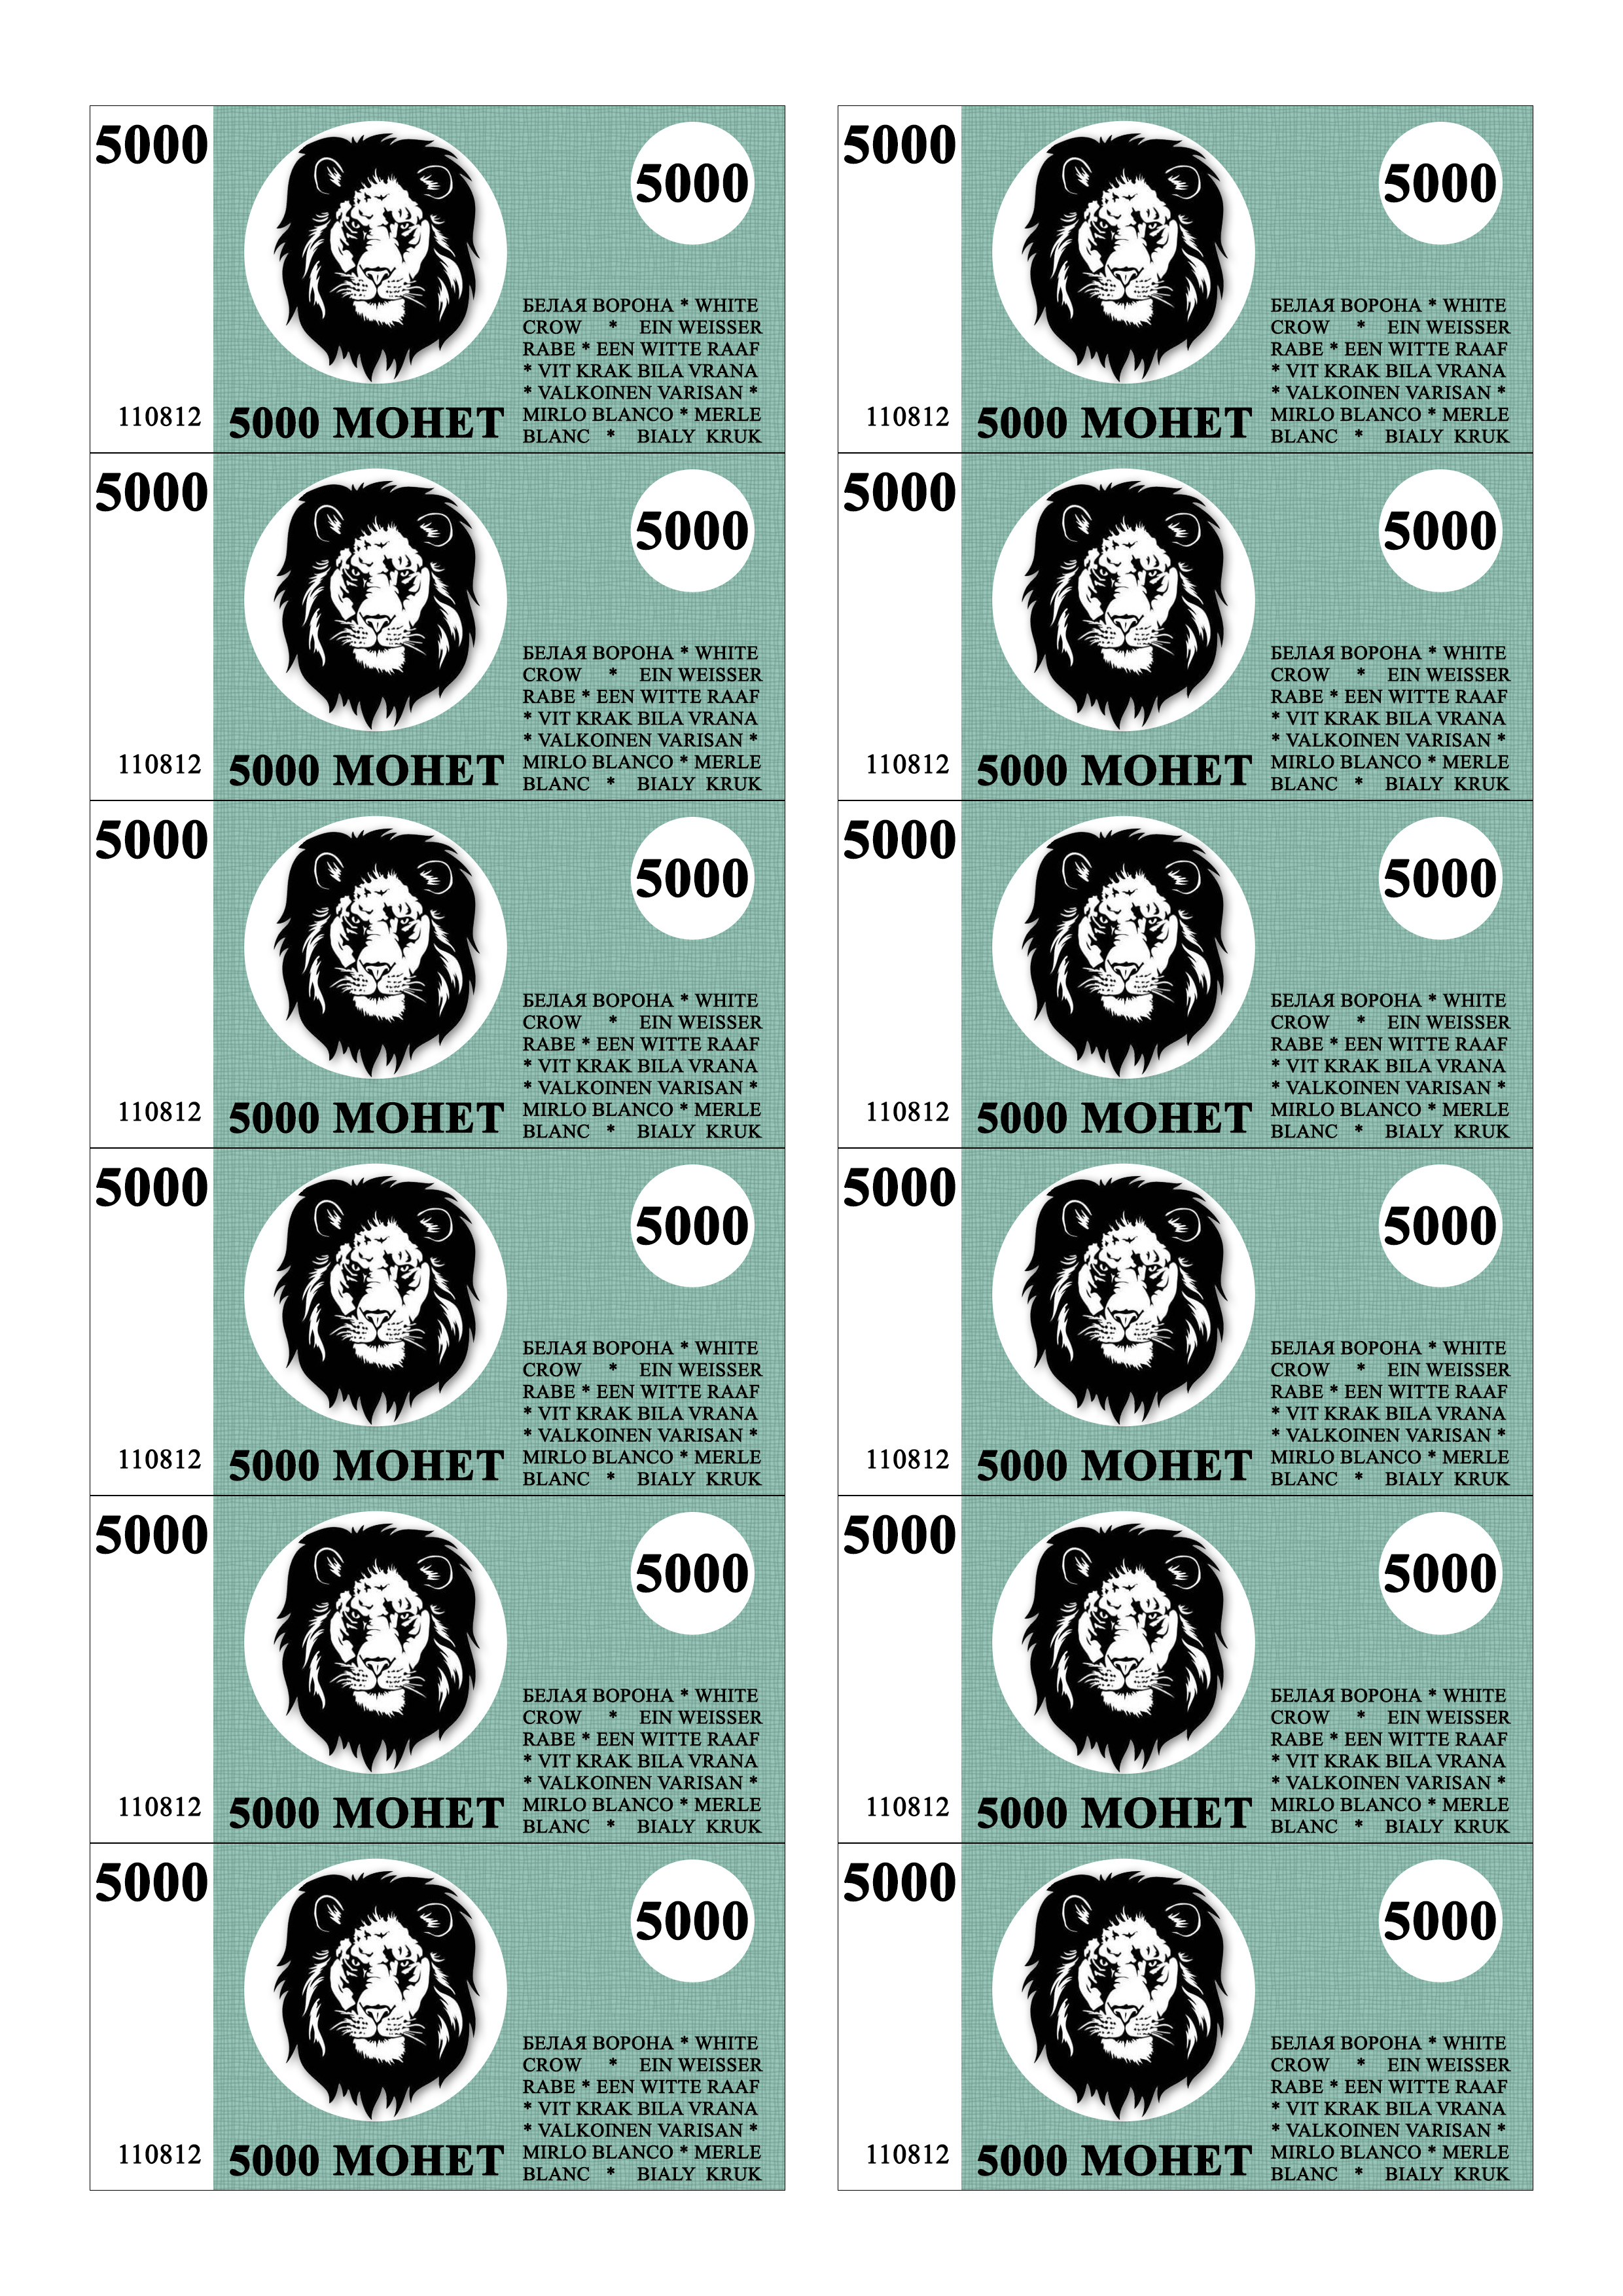 5000
5000
БЕЛАЯ ВОРОНА * WHITE
CROW * EIN WEISSER
RABE * EEN WITTE RAAF
* VIT KRAK BILA VRANA
* VALKOINEN VARISAN *
MIRLO BLANCO * MERLE
BLANC * BIALY KRUK
110812
5000 МОНЕТ
5000
5000
БЕЛАЯ ВОРОНА * WHITE
CROW * EIN WEISSER
RABE * EEN WITTE RAAF
* VIT KRAK BILA VRANA
* VALKOINEN VARISAN *
MIRLO BLANCO * MERLE
BLANC * BIALY KRUK
110812
5000 МОНЕТ
5000
5000
БЕЛАЯ ВОРОНА * WHITE
CROW * EIN WEISSER
RABE * EEN WITTE RAAF
* VIT KRAK BILA VRANA
* VALKOINEN VARISAN *
MIRLO BLANCO * MERLE
BLANC * BIALY KRUK
110812
5000 МОНЕТ
5000
5000
БЕЛАЯ ВОРОНА * WHITE
CROW * EIN WEISSER
RABE * EEN WITTE RAAF
* VIT KRAK BILA VRANA
* VALKOINEN VARISAN *
MIRLO BLANCO * MERLE
BLANC * BIALY KRUK
110812
5000 МОНЕТ
5000
5000
БЕЛАЯ ВОРОНА * WHITE
CROW * EIN WEISSER
RABE * EEN WITTE RAAF
* VIT KRAK BILA VRANA
* VALKOINEN VARISAN *
MIRLO BLANCO * MERLE
BLANC * BIALY KRUK
110812
5000 МОНЕТ
5000
5000
БЕЛАЯ ВОРОНА * WHITE
CROW * EIN WEISSER
RABE * EEN WITTE RAAF
* VIT KRAK BILA VRANA
* VALKOINEN VARISAN *
MIRLO BLANCO * MERLE
BLANC * BIALY KRUK
110812
5000 МОНЕТ
5000
5000
БЕЛАЯ ВОРОНА * WHITE
CROW * EIN WEISSER
RABE * EEN WITTE RAAF
* VIT KRAK BILA VRANA
* VALKOINEN VARISAN *
MIRLO BLANCO * MERLE
BLANC * BIALY KRUK
110812
5000 МОНЕТ
5000
5000
БЕЛАЯ ВОРОНА * WHITE
CROW * EIN WEISSER
RABE * EEN WITTE RAAF
* VIT KRAK BILA VRANA
* VALKOINEN VARISAN *
MIRLO BLANCO * MERLE
BLANC * BIALY KRUK
110812
5000 МОНЕТ
5000
5000
БЕЛАЯ ВОРОНА * WHITE
CROW * EIN WEISSER
RABE * EEN WITTE RAAF
* VIT KRAK BILA VRANA
* VALKOINEN VARISAN *
MIRLO BLANCO * MERLE
BLANC * BIALY KRUK
110812
5000 МОНЕТ
5000
5000
БЕЛАЯ ВОРОНА * WHITE
CROW * EIN WEISSER
RABE * EEN WITTE RAAF
* VIT KRAK BILA VRANA
* VALKOINEN VARISAN *
MIRLO BLANCO * MERLE
BLANC * BIALY KRUK
110812
5000 МОНЕТ
5000
5000
БЕЛАЯ ВОРОНА * WHITE
CROW * EIN WEISSER
RABE * EEN WITTE RAAF
* VIT KRAK BILA VRANA
* VALKOINEN VARISAN *
MIRLO BLANCO * MERLE
BLANC * BIALY KRUK
110812
5000 МОНЕТ
5000
5000
БЕЛАЯ ВОРОНА * WHITE
CROW * EIN WEISSER
RABE * EEN WITTE RAAF
* VIT KRAK BILA VRANA
* VALKOINEN VARISAN *
MIRLO BLANCO * MERLE
BLANC * BIALY KRUK
110812
5000 МОНЕТ